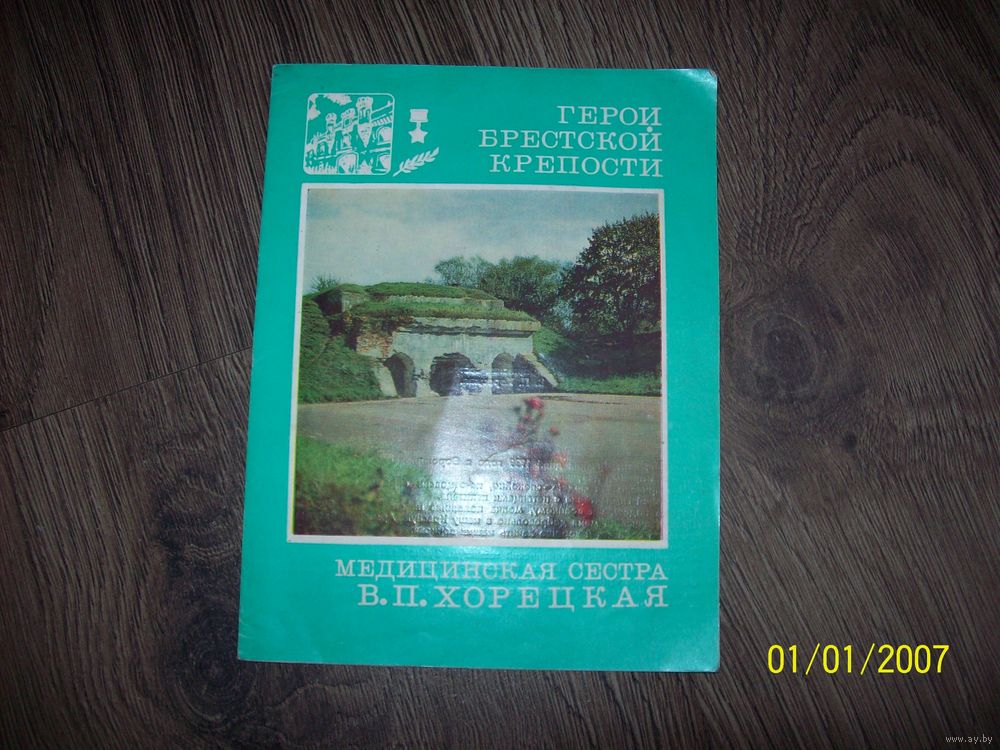 ГЕРОИ
БРЕСТСКОЙ
КРЕПОСТИ
МЕДИЦИНСКАЯ СЕСТРА
В. П. ХОРЕЦКАЯ
01/01/2007
www.ay.by